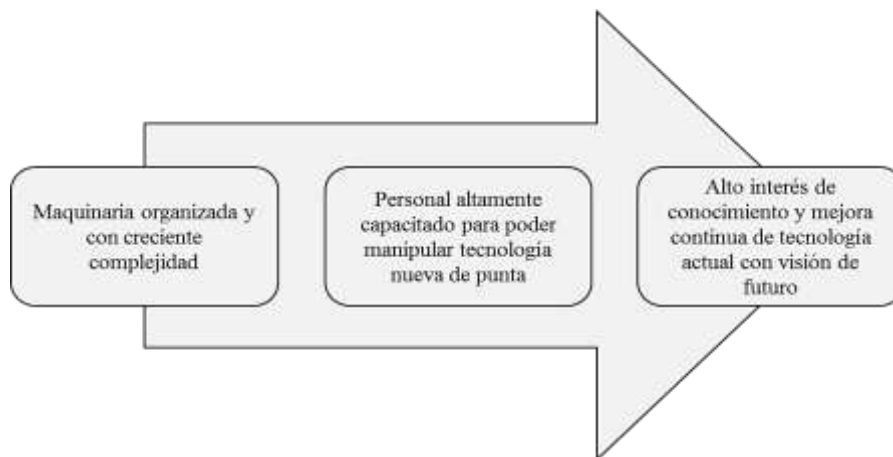 Maquinaria organizada y
con creciente
complejidad
Personal altamente
capacitado para poder
manipular tecnología
nueva de punta
Alto interés de
conocimiento y mejora
continua de tecnología
actual con visión de
futuro